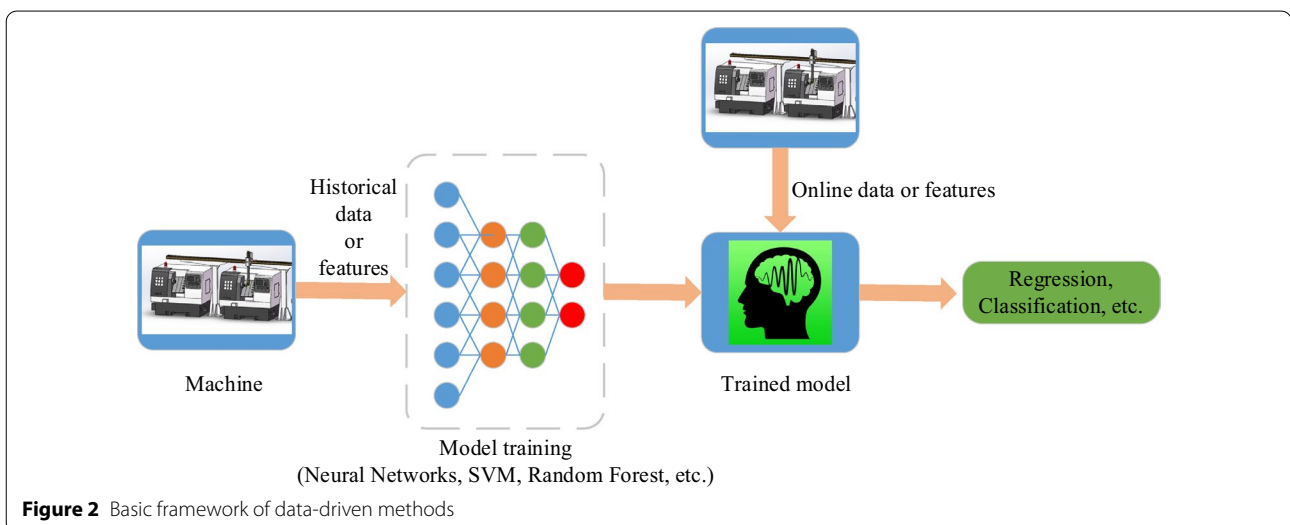 Historical
data
or
features
Machine
Model training
(Neural Networks, SVM, Random Forest, etc.)
Online data or features
Trained model
Regression,
Classification, etc.
Figure 2 Basic framework of data-driven methods